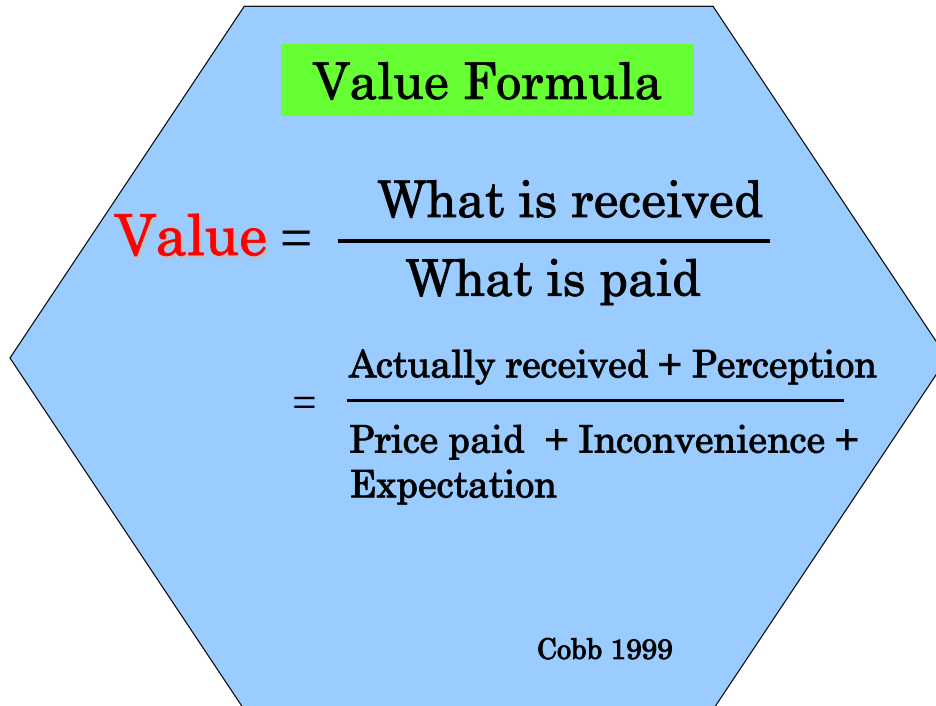 Value Formula
What is received
Value =
What is paid
Actually received + Perception
=
Price paid + Inconvenience +
Expectation
Cobb 1999